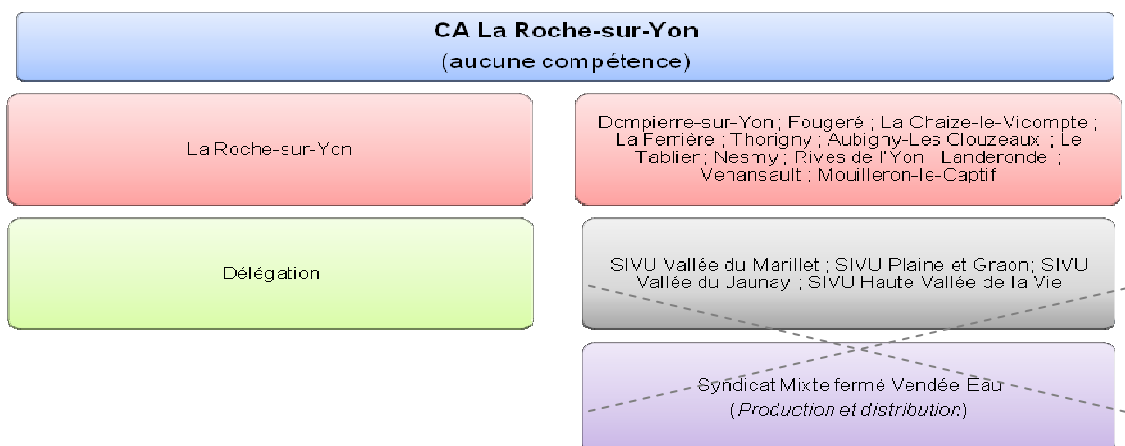 CA La Roche-sur-Yon
(aucune compétence)
La Roche-sur-Yon
Dompierre-sur-Yon ; Fougeré ; La Chaize-le-Vicompte ;
La Ferrière ; Thorigny ; Aubigny-Les Clouzeaux ; Le
Tablier ; Nesmy ; Rives de l'Yon Landeronde ;
Venansault ; Mouilleron-le-Captif
Délégation
SIVU Vallée du Marillet ; SIVU Plaine et Graon; SIVU
Vallée du Jaunay ; SIVU Haute Vallée de la Vie
Syndicat Mixte fermé Vendée Eau
(Production et distribution)